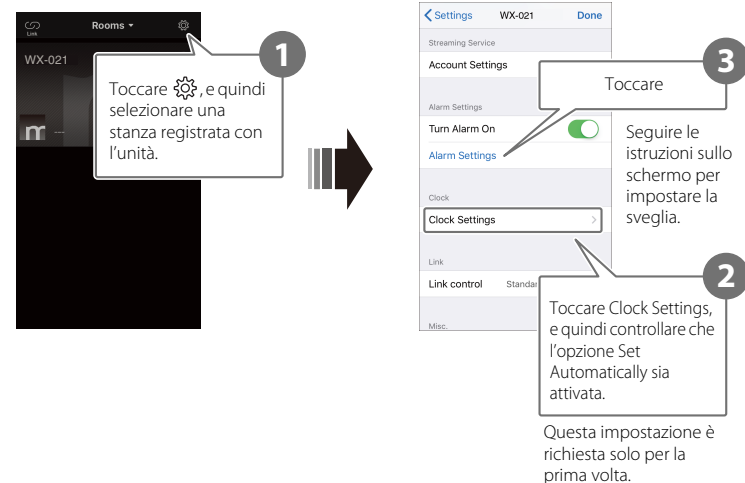 Link
Rooms
WX-021
m ---
1
Toccare , e quindi
selezionare una
stanza registrata con
l'unità.
Settings WX-021 Done
Streaming Service
Account Settings
3
Toccare
Alarm Settings
Turn Alarm On
Alarm Settings
Seguire le
istruzioni sullo
schermo per
impostare la
sveglia.
Clock
Clock Settings
Link
Link control
Misc.
2
Toccare Clock Settings,
e quindi controllare che
l'opzione Set
Automatically sia
attivata.
Questa impostazione è
richiesta solo per la
prima volta.